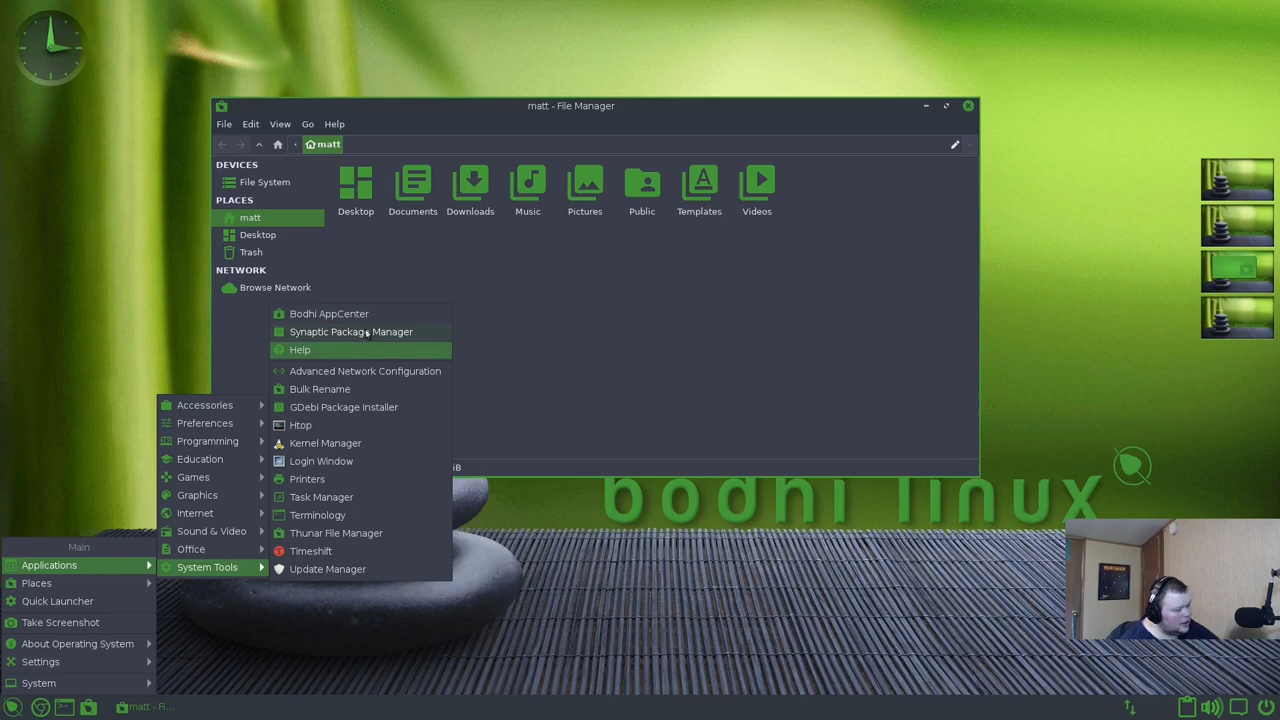 matt - File Manager
File Edit View Go Help
matt
DEVICES
File System
PLACES
matt
Desktop
Trash
NETWORK
Browse Network
Desktop
Documents
Downloads
Music
Pictures
Public
Templates
Videos
iB
Bodhi AppCenter
Synaptic Package Manager
Help
Advanced Network Configuration
Bulk Rename
GDebi Package Installer
Htop
Kernel Manager
Login Window
Printers
Task Manager
Terminology
Thunar File Manager
Timeshift
Update Manager
Accessories
Preferences
Programming
Education
Games
Graphics
Internet
Sound & Video
Office
System Tools
Main
Applications
Places
Quick Launcher
Take Screenshot
About Operating System
Settings
System
bodhi linux
matt - Fi...